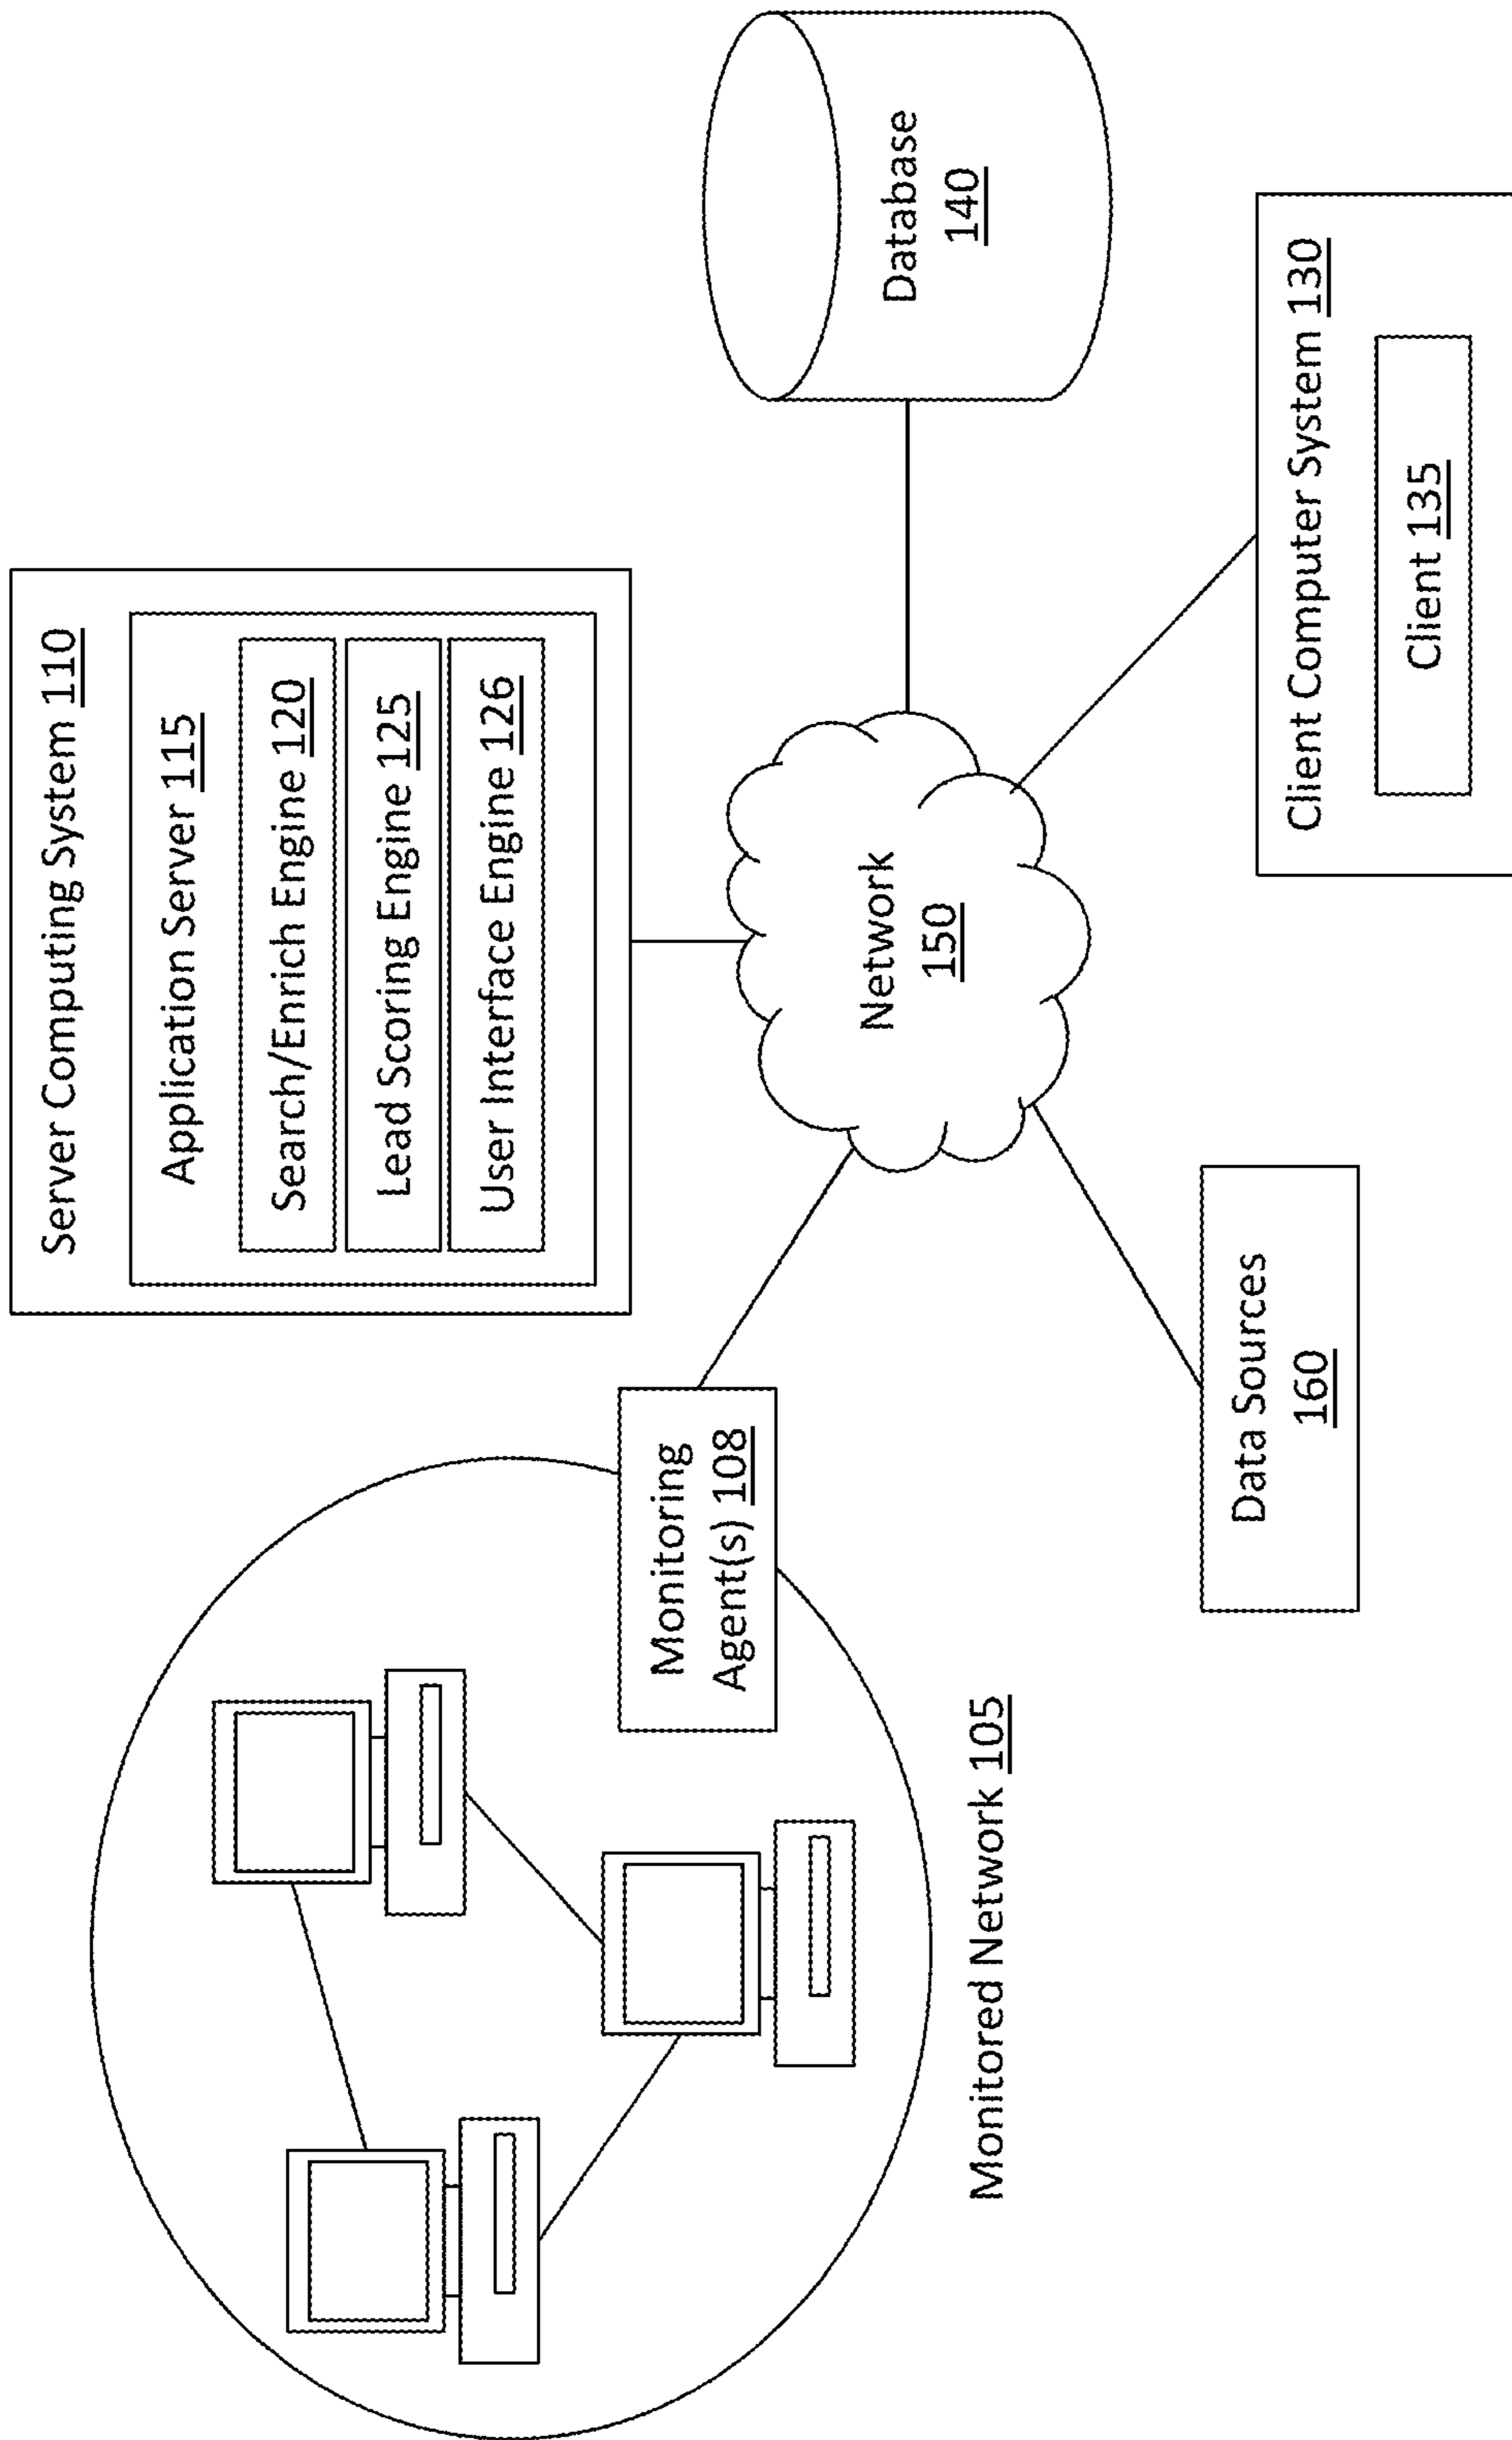 Server Computing System 110
Application Server 115
Search/Enrich Engine 120
Lead Scoring Engine 125
User Interface Engine 126
Monitoring
Agent(s) 108
Monitored Network 105
Network
150
Database
140
Data Sources
160
Client Computer System 130
Client 135